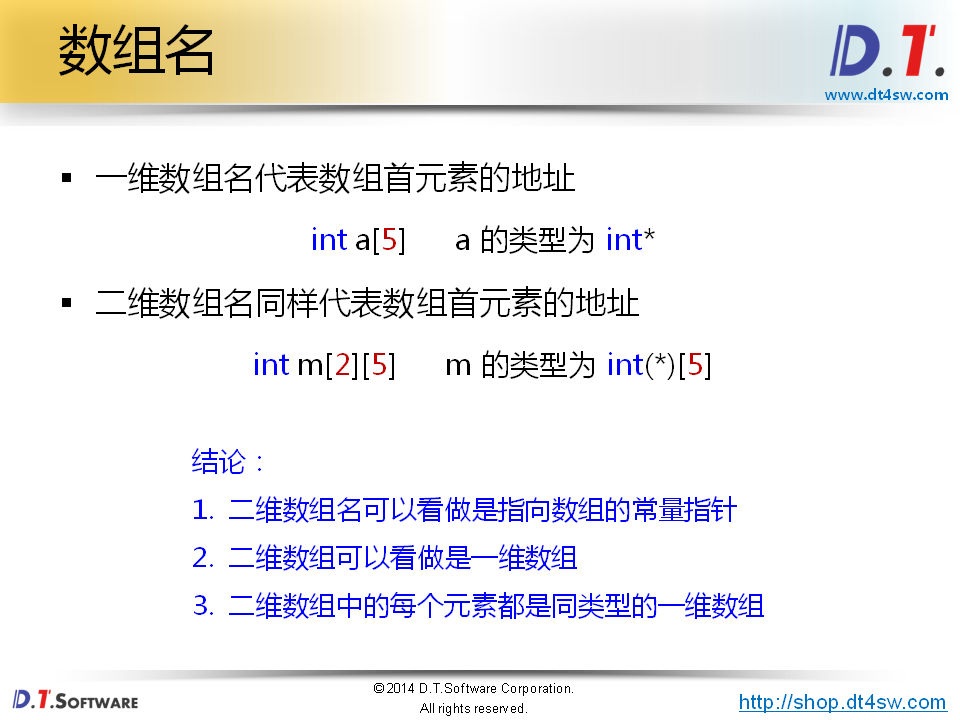 数组名
D.T.
www.dt4sw.com
▪ 一维数组名代表数组首元素的地址
int a[5] a 的类型为 int*
▪ 二维数组名同样代表数组首元素的地址
int m[2][5] m 的类型为 int(*)[5]
结论：
1. 二维数组名可以看做是指向数组的常量指针
2. 二维数组可以看做是一维数组
3. 二维数组中的每个元素都是同类型的一维数组
D.T.SOFTWARE
©2014 D.T.Software Corporation.
All rights reserved.
http://shop.dt4sw.com